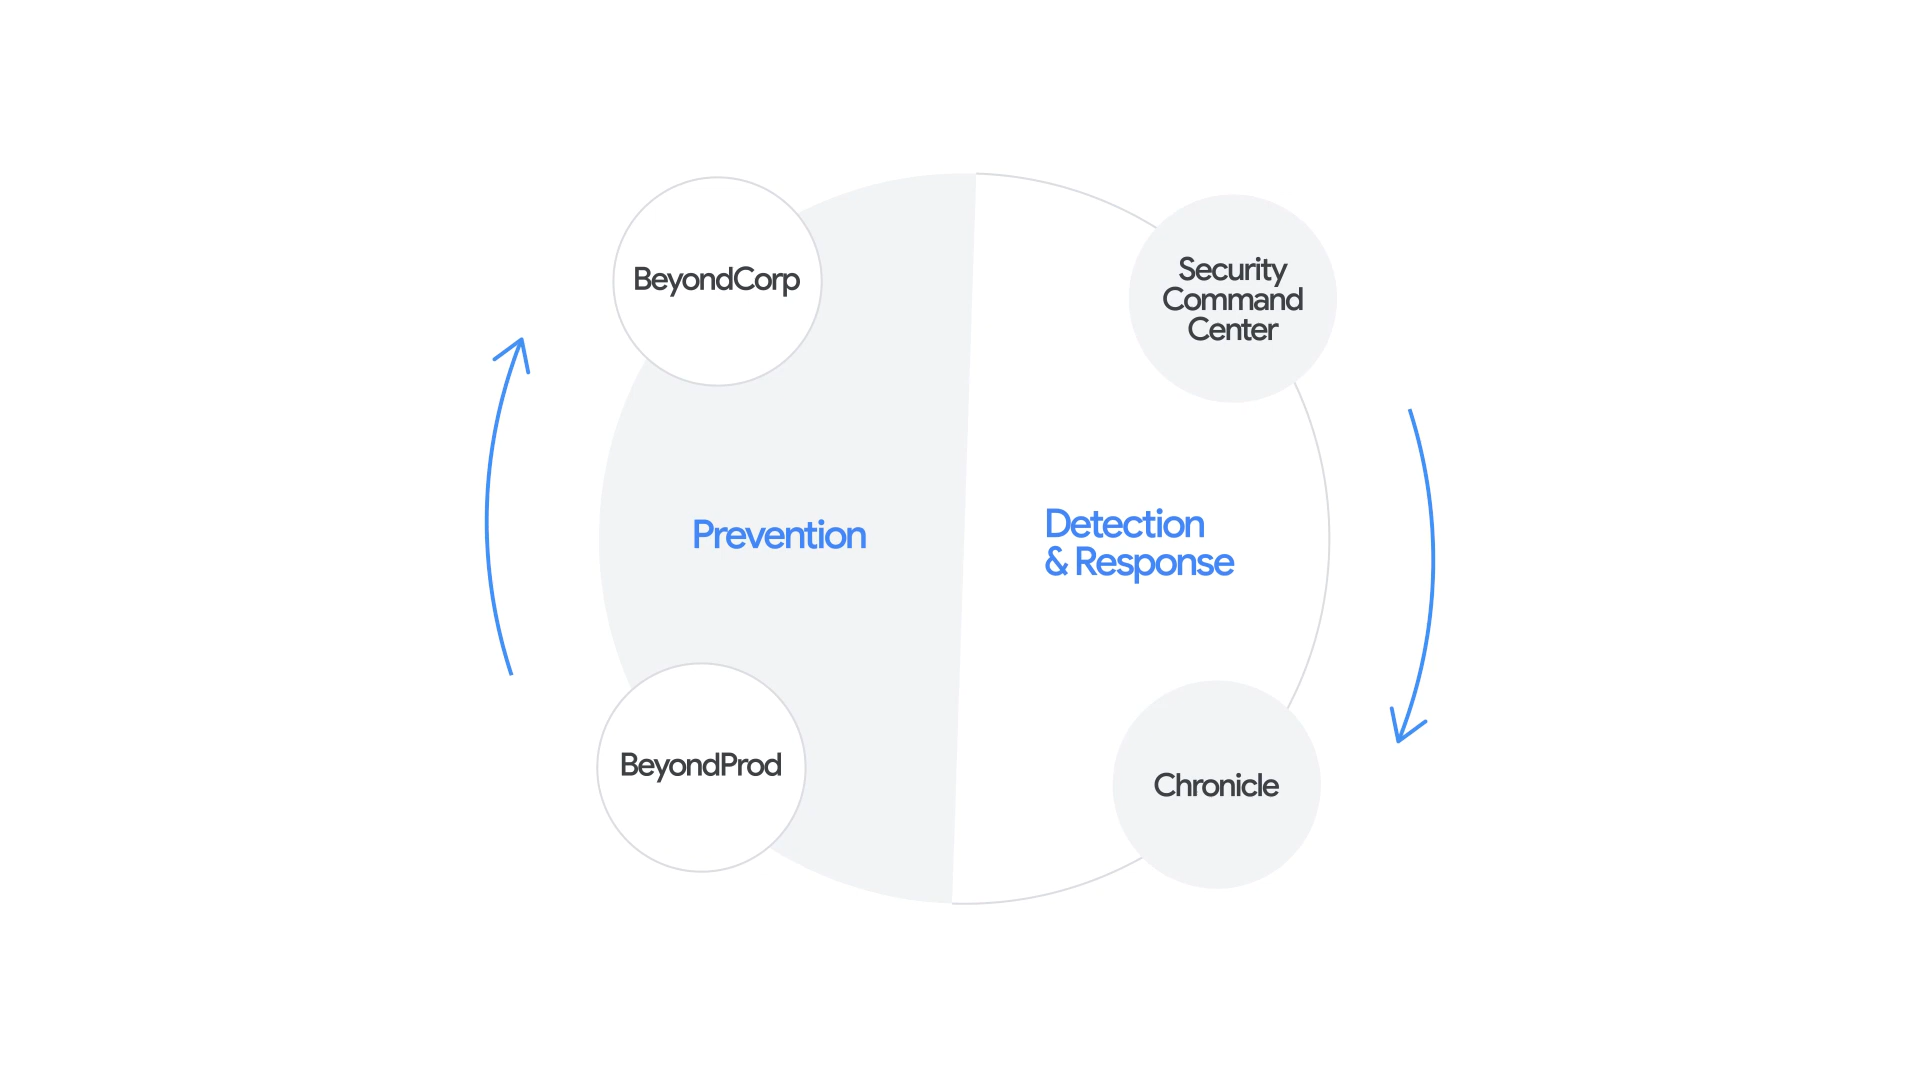 BeyondCorp
Security
Command
Center
Prevention
Detection
& Response
BeyondProd
Chronicle